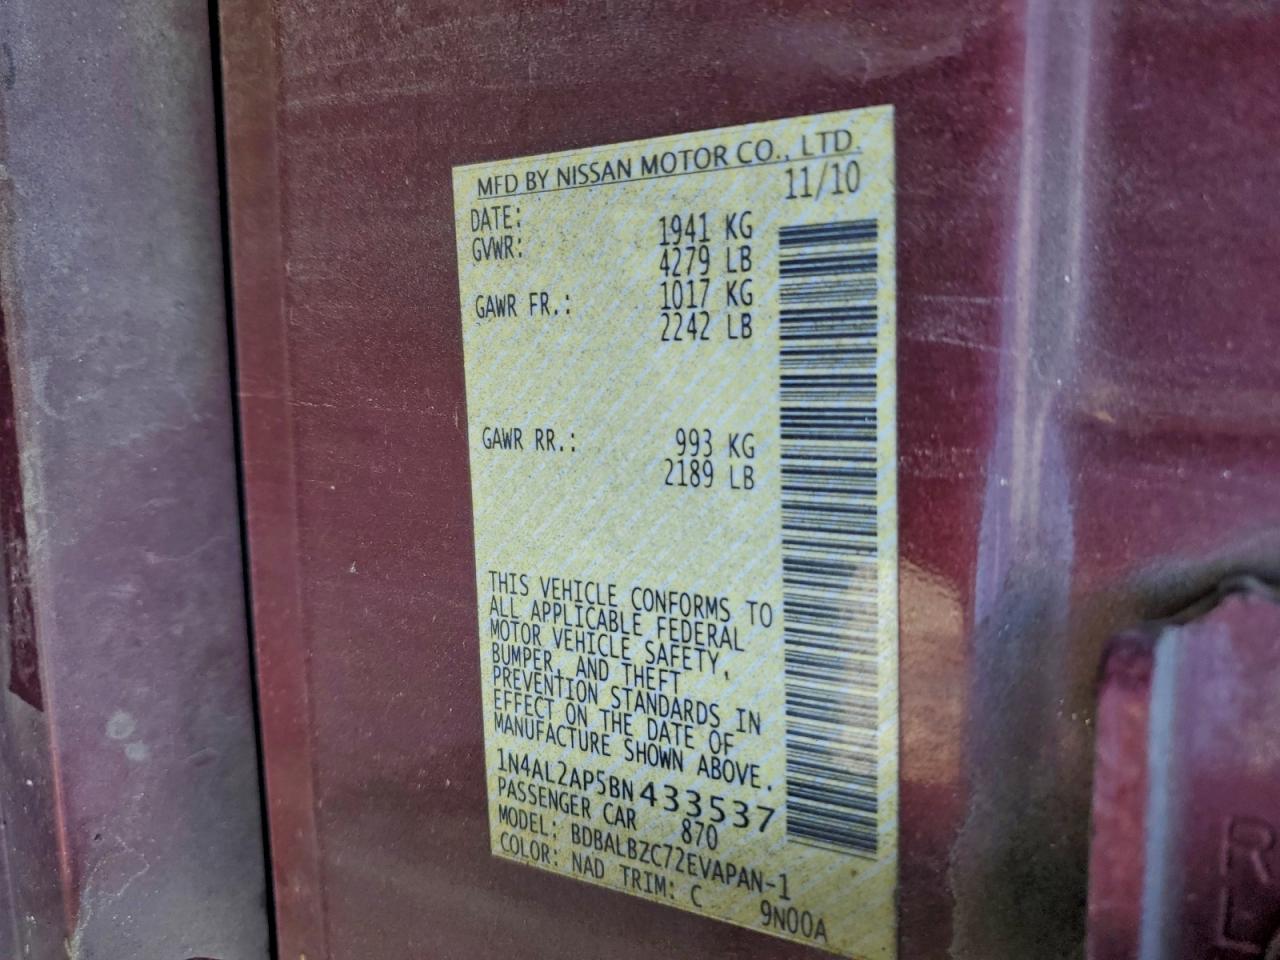 MFD BY NISSAN MOTOR CO., LTD.
DATE: 11/10
GVWR: 1941 KG
4279 LB
GAWR FR.: 1017 KG
2242 LB
GAWR RR.: 993 KG
2189 LB
THIS VEHICLE CONFORMS TO
ALL APPLICABLE FEDERAL
MOTOR VEHICLE SAFETY,
BUMPER, AND THEFT
PREVENTION STANDARDS IN
EFFECT ON THE DATE OF
MANUFACTURE SHOWN ABOVE.
1N4AL2AP5BN433537
PASSENGER CAR 870
MODEL: BDBALBZC72EVAPAN-1
COLOR: NAD TRIM: C 9N00A